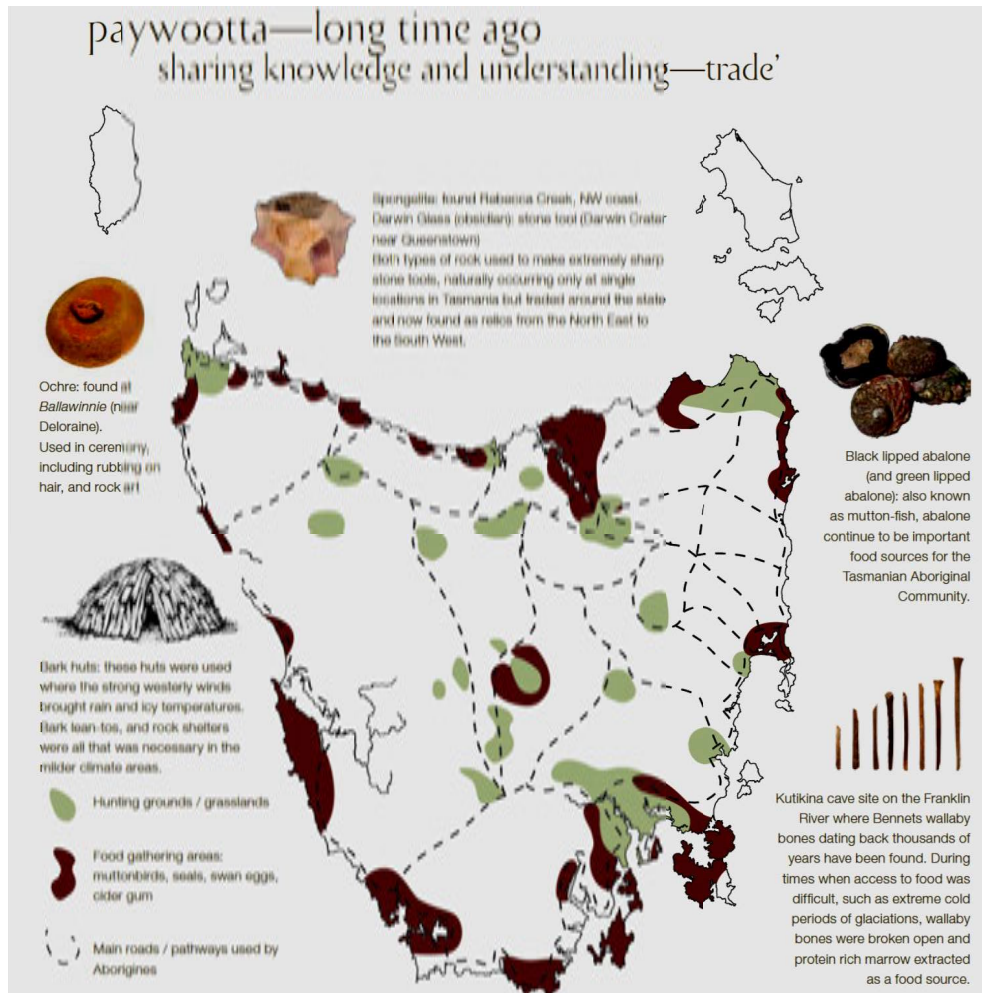 paywootta—long time ago
sharing knowledge and understanding—trade’
Spongelite: found Rebecca Creek, NW coast.
Darwin Glass (obsidian): stone tool (Darwin Crater
near Queenstown)
Both types of rock used to make extremely sharp
stone tools, naturally occurring only at single
locations in Tasmania but traded around the state
and now found as relics from the North East to
the South West.
Ochre: found at
Ballawinnie (near
Deloraine).
Used in ceremony,
including rubbing on
hair, and rock art
Black lipped abalone
(and green lipped
abalone): also known
as mutton-fish, abalone
continue to be important
food sources for the
Tasmanian Aboriginal
Community.
Bark huts: these huts were used
where the strong westerly winds
brought rain and icy temperatures.
Bark lean-tos, and rock shelters
were all that was necessary in the
milder climate areas.
Hunting grounds / grasslands
Food gathering areas:
muttonbirds, seals, swan eggs,
cider gum
Main roads / pathways used by
Aborigines
Kutikina cave site on the Franklin
River where Bennets wallaby
bones dating back thousands of
years have been found. During
times when access to food was
difficult, such as extreme cold
periods of glaciations, wallaby
bones were broken open and
protein rich marrow extracted
as a food source.